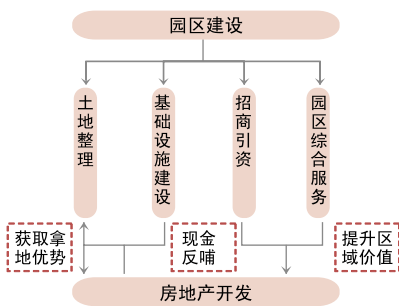 园区建设
土地整理
基础设施建设
招商引资
园区综合服务
获取拿
地优势
现金
反哺
提升区
域价值
房地产开发